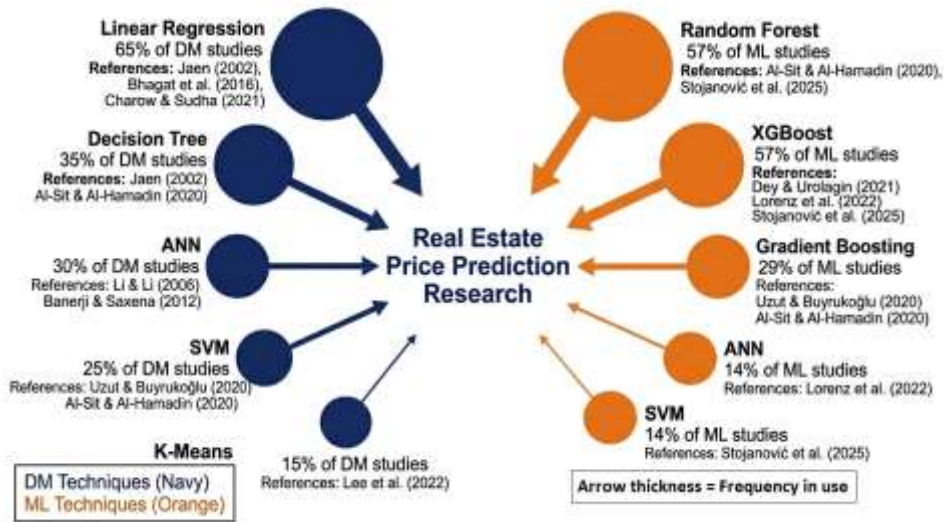 Linear Regression
65% of DM studies
References: Jaen (2002),
Bhagat et al. (2016),
Charow & Sudha (2021)
Decision Tree
35% of DM studies
References: Jaen (2002)
Al-Sit & Al-Hamadin (2020)
ANN
30% of DM studies
References: Li & Li (2006)
Banerji & Saxena (2012)
SVM
25% of DM studies
References: Uzut & Buyrukoğlu (2020)
Al-Sit & Al-Hamadin (2020)
K-Means
15% of DM studies
References: Lee et al. (2022)
DM Techniques (Navy)
ML Techniques (Orange)
Real Estate
Price Prediction
Research
Random Forest
57% of ML studies
References: Al-Sit & Al-Hamadin (2020),
Stojanović et al. (2025)
XGBoost
57% of ML studies
References:
Dey & Urolagin (2021)
Lorenz et al. (2022)
Stojanović et al. (2025)
Gradient Boosting
29% of ML studies
References:
Uzut & Buyrukoğlu (2020)
Al-Sit & Al-Hamadin (2020)
ANN
14% of ML studies
References: Lorenz et al. (2022)
SVM
14% of ML studies
References: Stojanović et al. (2025)
Arrow thickness = Frequency in use